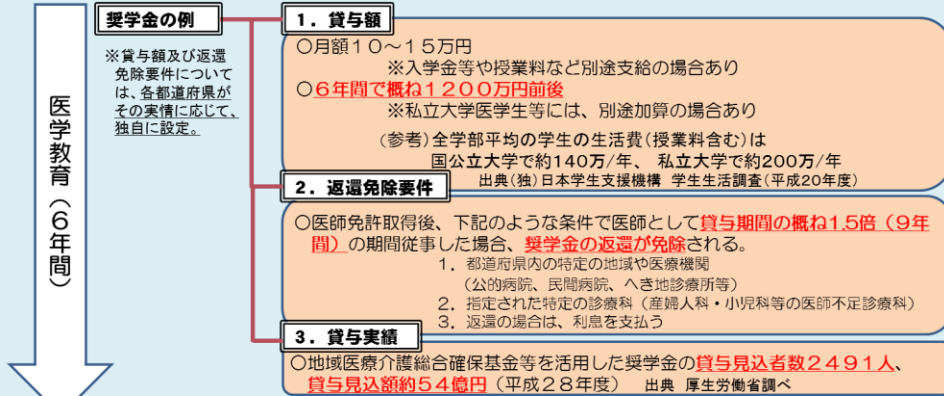 医学教育（６年間）
奨学金の例
※貸与額及び返還
免除要件について
は、各都道府県が
その実情に応じて、
独自に設定。
１．貸与額
○月額１０～１５万円
※入学金等や授業料など別途支給の場合あり
○６年間で概ね１２００万円前後
※私立大学医学生等には、別途加算の場合あり
（参考）全学部平均の学生の生活費（授業料含む）は
国公立大学で約140万/年、 私立大学で約200万/年
出典（独）日本学生支援機構 学生生活調査（平成20年度）
２．返還免除要件
○医師免許取得後、下記のような条件で医師として貸与期間の概ね1.5倍（９年
間）の期間従事した場合、奨学金の返還が免除される。
１．都道府県内の特定の地域や医療機関
（公的病院、民間病院、へき地診療所等）
２．指定された特定の診療科（産婦人科・小児科等の医師不足診療科）
３．返還の場合は、利息を支払う
３．貸与実績
○地域医療介護総合確保基金等を活用した奨学金の貸与見込者数２４９１人、
貸与見込額約５４億円（平成２８年度） 出典 厚生労働省調べ